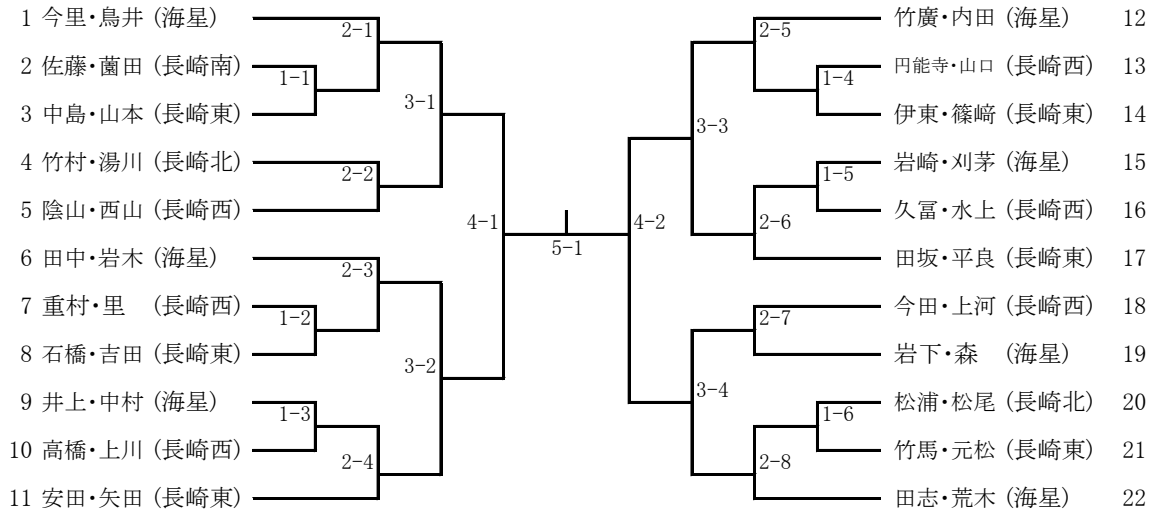 1 今里・鳥井 (海星)
2 佐藤・薗田 (長崎南)
3 中島・山本 (長崎東)
4 竹村・湯川 (長崎北)
5 陰山・西山 (長崎西)
6 田中・岩木 (海星)
7 重村・里 (長崎西)
8 石橋・吉田 (長崎東)
9 井上・中村 (海星)
10 高橋・上川 (長崎西)
11 安田・矢田 (長崎東)
2-1
1-1
3-1
2-2
4-1
2-3
1-2
3-2
1-3
2-4
5-1
4-2
3-3
2-5
1-4
1-5
2-6
2-7
3-4
1-6
2-8
竹廣・内田 (海星) 12
円能寺・山口 (長崎西) 13
伊東・篠﨑 (長崎東) 14
岩崎・刈茅 (海星) 15
久冨・水上 (長崎西) 16
田坂・平良 (長崎東) 17
今田・上河 (長崎西) 18
岩下・森 (海星) 19
松浦・松尾 (長崎北) 20
竹馬・元松 (長崎東) 21
田志・荒木 (海星) 22